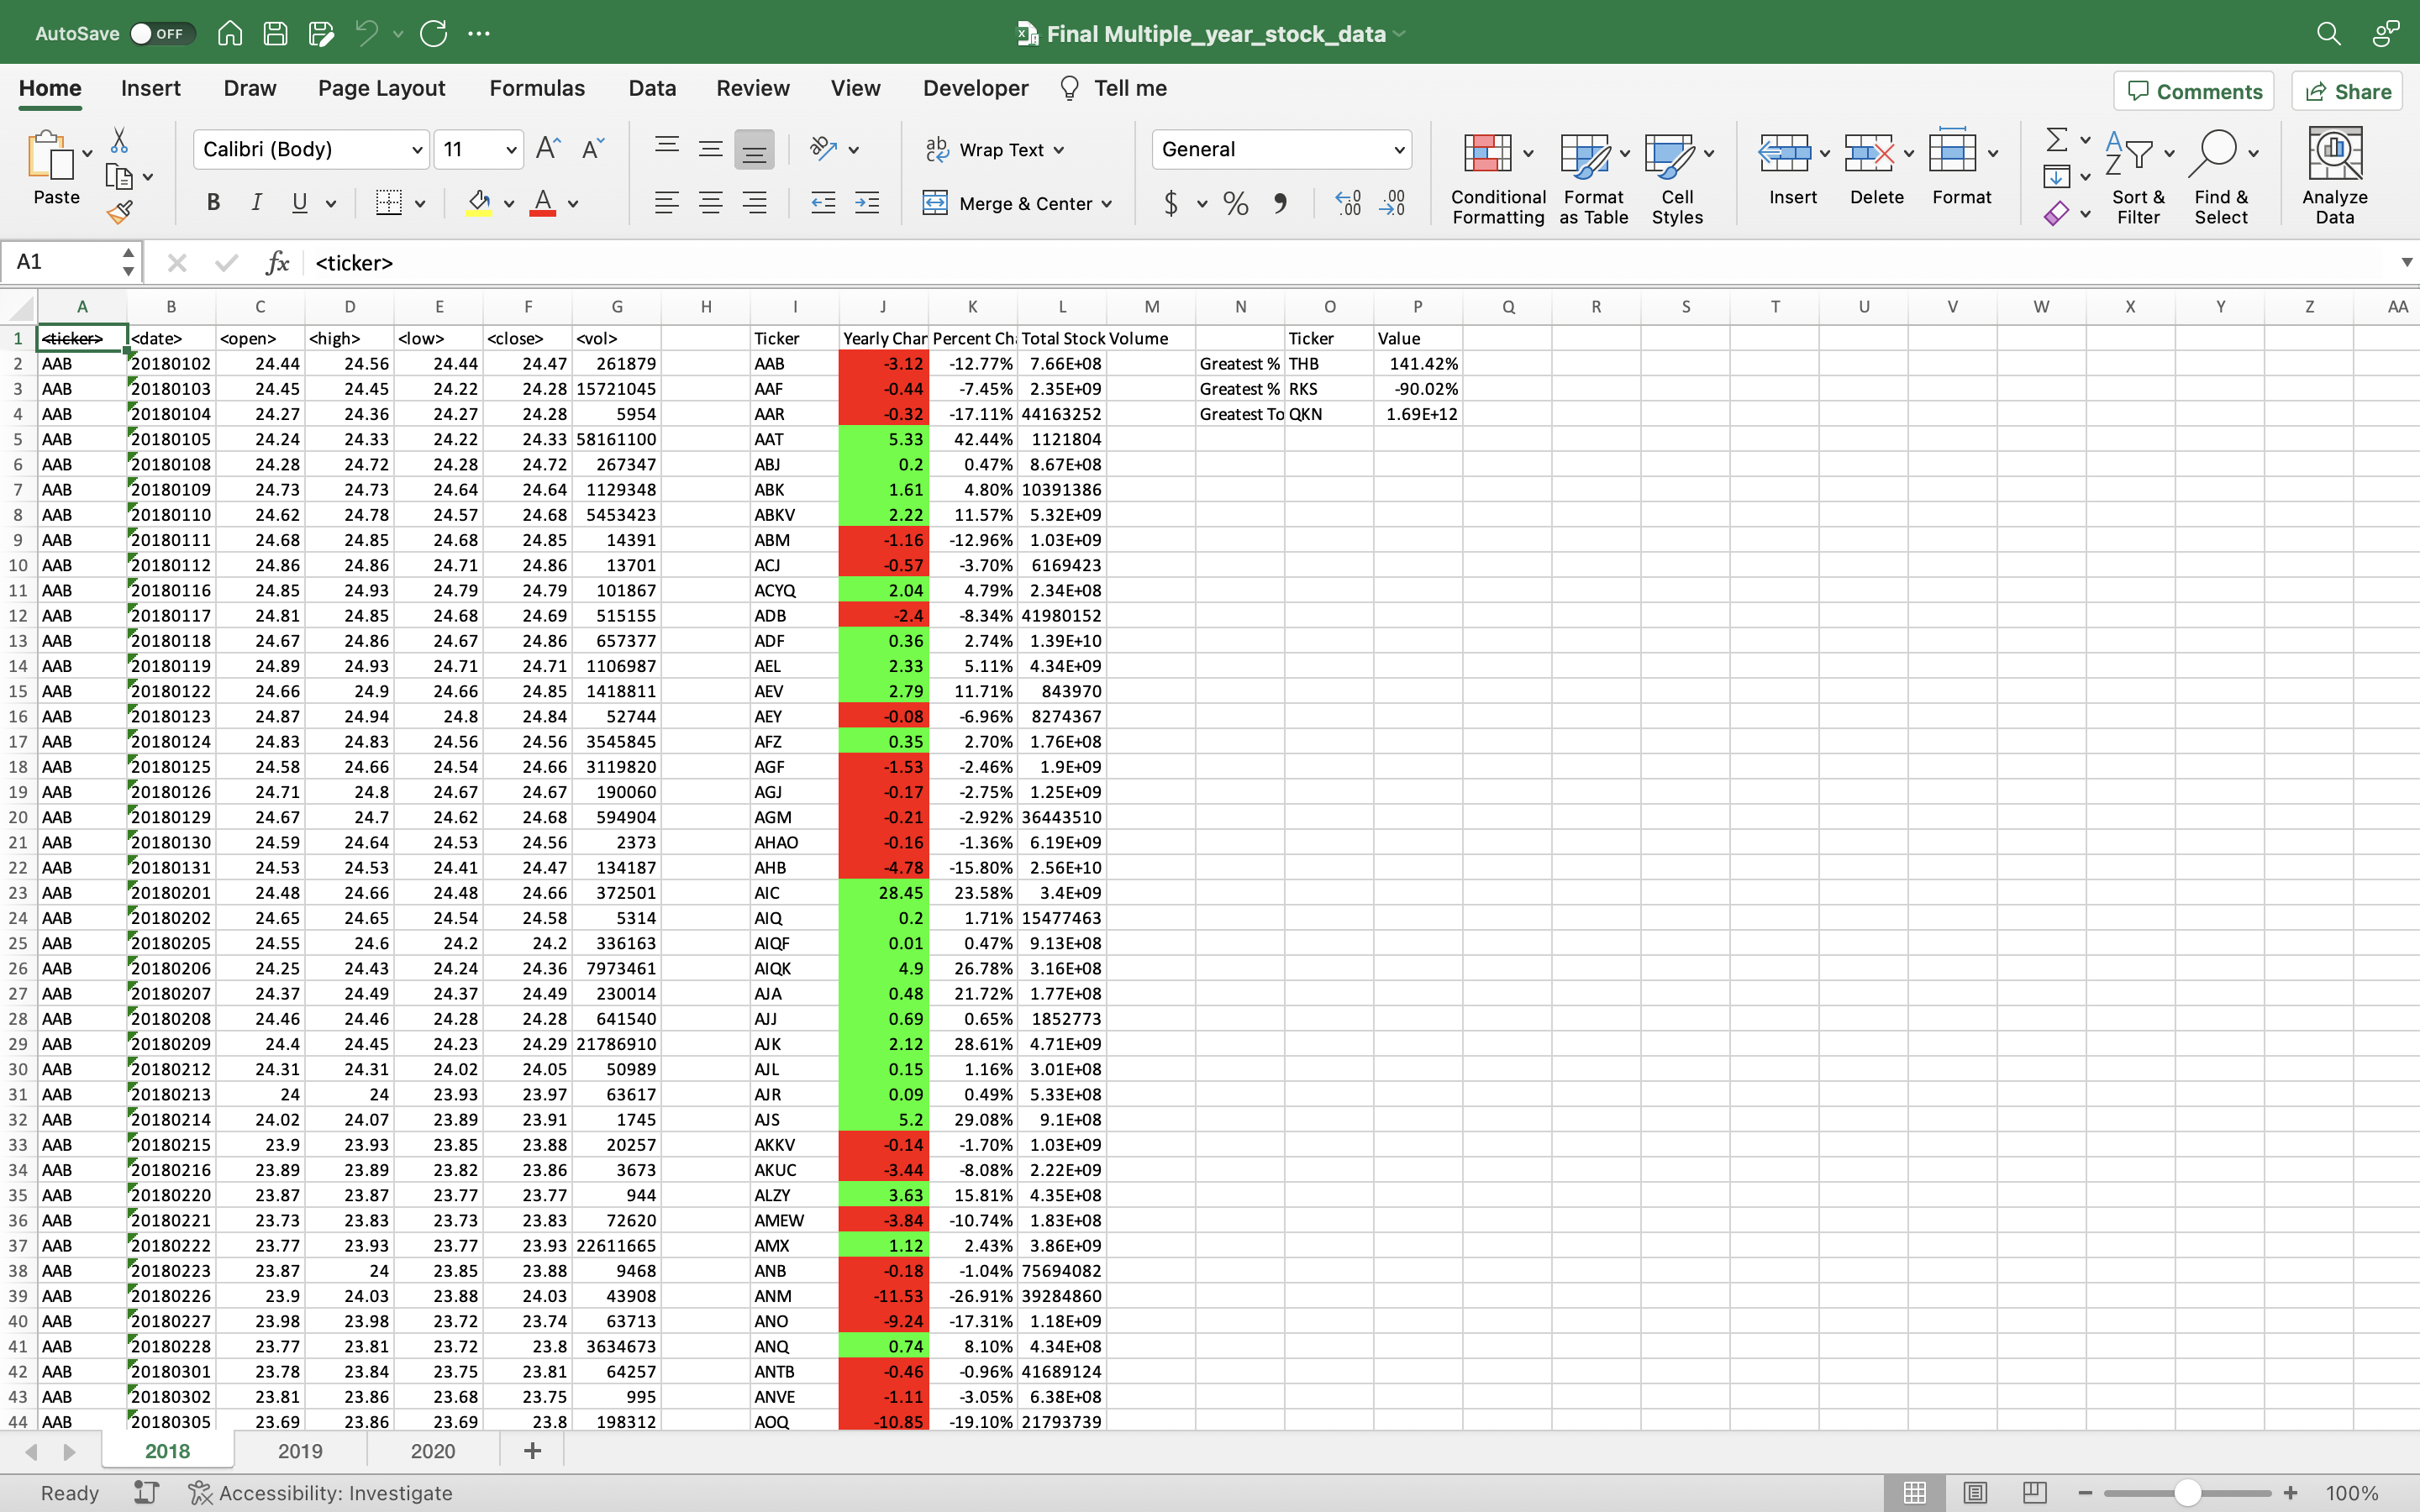 AutoSave OFF Final Multiple_year_stock_data
Home Insert Draw Page Layout Formulas Data Review View Developer Tell me Comments Share
Calibri (Body) 11 Wrap Text General
Paste Merge & Center Conditional Formatting Format as Table Cell Styles Insert Delete Format Sort & Filter Find & Select Analyze Data
A1 fx <ticker>
A B C D E F G H I J K L M N O P Q R S T U V W X Y Z AA
1 <ticker> <date> <open> <high> <low> <close> <vol> Ticker Yearly Char Percent Ch Total Stock Volume Ticker Value
2 AAB 20180102 24.44 24.56 24.44 24.47 261879 AAB -3.12 -12.77% 7.66E+08 Greatest % THB 141.42%
3 AAB 20180103 24.45 24.45 24.22 24.28 15721045 AAF -0.44 -7.45% 2.35E+09 Greatest % RKS -90.02%
4 AAB 20180104 24.27 24.36 24.27 24.28 5954 AAR -0.32 -17.11% 44163252 Greatest To QKN 1.69E+12
5 AAB 20180105 24.24 24.33 24.22 24.33 58161100 AAT 5.33 42.44% 1121804
6 AAB 20180108 24.28 24.72 24.28 24.72 267347 ABJ 0.2 0.47% 8.67E+08
7 AAB 20180109 24.73 24.73 24.64 24.64 1129348 ABK 1.61 4.80% 10391386
8 AAB 20180110 24.62 24.78 24.57 24.68 5453423 ABKV 2.22 11.57% 5.32E+09
9 AAB 20180111 24.68 24.85 24.68 24.85 14391 ABM -1.16 -12.96% 1.03E+09
10 AAB 20180112 24.86 24.86 24.71 24.86 13701 ACJ -0.57 -3.70% 6169423
11 AAB 20180116 24.85 24.93 24.79 24.79 101867 ACYQ 2.04 4.79% 2.34E+08
12 AAB 20180117 24.81 24.85 24.68 24.69 515155 ADB -2.4 -8.34% 41980152
13 AAB 20180118 24.67 24.86 24.67 24.86 657377 ADF 0.36 2.74% 1.39E+10
14 AAB 20180119 24.89 24.93 24.71 24.71 1106987 AEL 2.33 5.11% 4.34E+09
15 AAB 20180122 24.66 24.9 24.66 24.85 1418811 AEV 2.79 11.71% 843970
16 AAB 20180123 24.87 24.94 24.8 24.84 52744 AEY -0.08 -6.96% 8274367
17 AAB 20180124 24.83 24.83 24.56 24.56 3545845 AFZ 0.35 2.70% 1.76E+08
18 AAB 20180125 24.58 24.66 24.54 24.66 3119820 AGF -1.53 -2.46% 1.9E+09
19 AAB 20180126 24.71 24.8 24.67 24.67 190060 AGJ -0.17 -2.75% 1.25E+09
20 AAB 20180129 24.67 24.7 24.62 24.68 594904 AGM -0.21 -2.92% 36443510
21 AAB 20180130 24.59 24.64 24.53 24.56 2373 AHAO -0.16 -1.36% 6.19E+09
22 AAB 20180131 24.53 24.53 24.41 24.47 134187 AHB -4.78 -15.80% 2.56E+10
23 AAB 20180201 24.48 24.66 24.48 24.66 372501 AIC 28.45 23.58% 3.4E+09
24 AAB 20180202 24.65 24.65 24.54 24.58 5314 AIQ 0.2 1.71% 15477463
25 AAB 20180205 24.55 24.6 24.2 24.2 336163 AIQF 0.01 0.47% 9.13E+08
26 AAB 20180206 24.25 24.43 24.24 24.36 7973461 AIQK 4.9 26.78% 3.16E+08
27 AAB 20180207 24.37 24.49 24.37 24.49 230014 AJA 0.48 21.72% 1.77E+08
28 AAB 20180208 24.46 24.46 24.28 24.28 641540 AJJ 0.69 0.65% 1852773
29 AAB 20180209 24.4 24.45 24.23 24.29 21786910 AJK 2.12 28.61% 4.71E+09
30 AAB 20180212 24.31 24.31 24.02 24.05 50989 AJL 0.15 1.16% 3.01E+08
31 AAB 20180213 24 24 23.93 23.97 63617 AJR 0.09 0.49% 5.33E+08
32 AAB 20180214 24.02 24.07 23.89 23.91 1745 AJS 5.2 29.08% 9.1E+08
33 AAB 20180215 23.9 23.93 23.85 23.88 20257 AKKV -0.14 -1.70% 1.03E+09
34 AAB 20180216 23.89 23.89 23.82 23.86 3673 AKUC -3.44 -8.08% 2.22E+09
35 AAB 20180220 23.87 23.87 23.77 23.77 944 ALZY 3.63 15.81% 4.35E+08
36 AAB 20180221 23.73 23.83 23.73 23.83 72620 AMEW -3.84 -10.74% 1.83E+08
37 AAB 20180222 23.77 23.93 23.77 23.93 22611665 AMX 1.12 2.43% 3.86E+09
38 AAB 20180223 23.87 24 23.85 23.88 9468 ANB -0.18 -1.04% 75694082
39 AAB 20180226 23.9 24.03 23.88 24.03 43908 ANM -11.53 -26.91% 39284860
40 AAB 20180227 23.98 23.98 23.72 23.74 63713 ANO -9.24 -17.31% 1.18E+09
41 AAB 20180228 23.77 23.81 23.72 23.8 3634673 ANQ 0.74 8.10% 4.34E+08
42 AAB 20180301 23.78 23.84 23.75 23.81 64257 ANTB -0.46 -0.96% 41689124
43 AAB 20180302 23.81 23.86 23.68 23.75 995 ANVE -1.11 -3.05% 6.38E+08
44 AAB 20180305 23.69 23.86 23.69 23.8 198312 AOQ -10.85 -19.10% 21793739
2018 2019 2020 +
Ready Accessibility: Investigate 100%